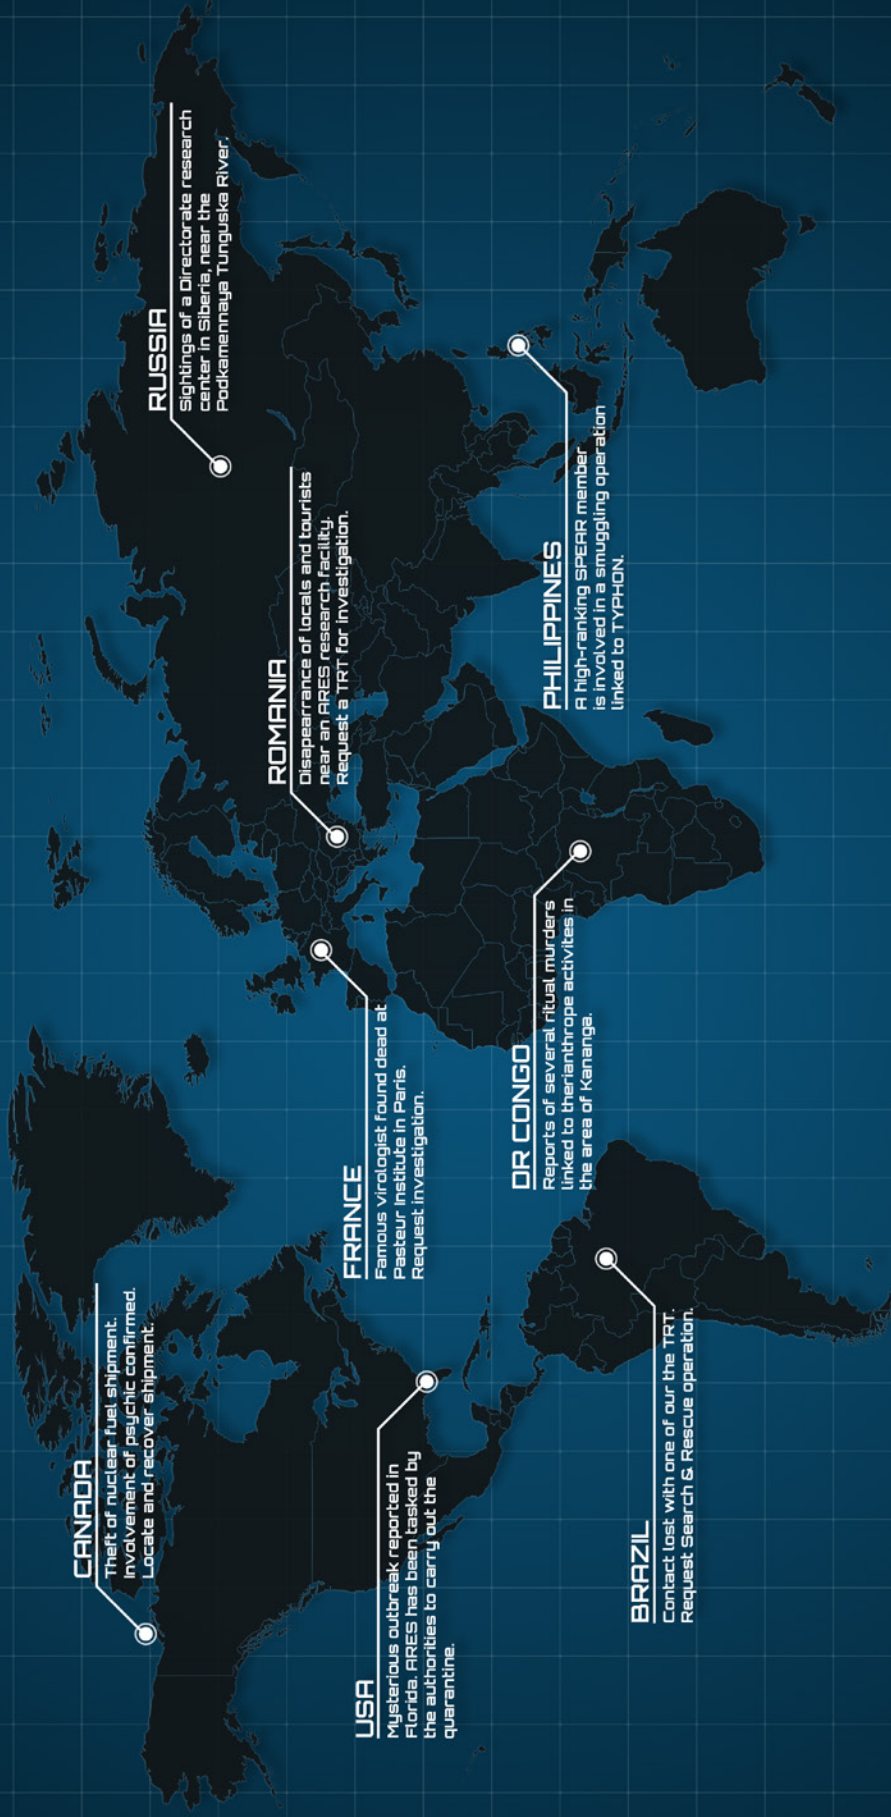 CANADA
Theft of nuclear fuel shipment.
Involvement of psychic confirmed.
Locate and recover shipment.
USA
Mysterious outbreak reported in
Florida. ARES has been tasked by
the authorities to carry out the
quarantine.
BRAZIL
Contact lost with one of our the TRT.
Request Search & Rescue operation.
FRANCE
Famous virologist found dead at
Pasteur Institute in Paris.
Request investigation.
DR CONGO
Reports of several ritual murders
linked to therianthrope activites in
the area of Kananga.
ROMANIA
Disapearrance of locals and tourists
near an ARES research facility.
Request a TRT for investigation.
RUSSIA
Sightings of a Directorate research
center in Siberia, near the
Podkamennaya Tunguska River.
PHILIPPINES
A high-ranking SPEAR member
is involved in a smuggling operation
linked to TYPHON.